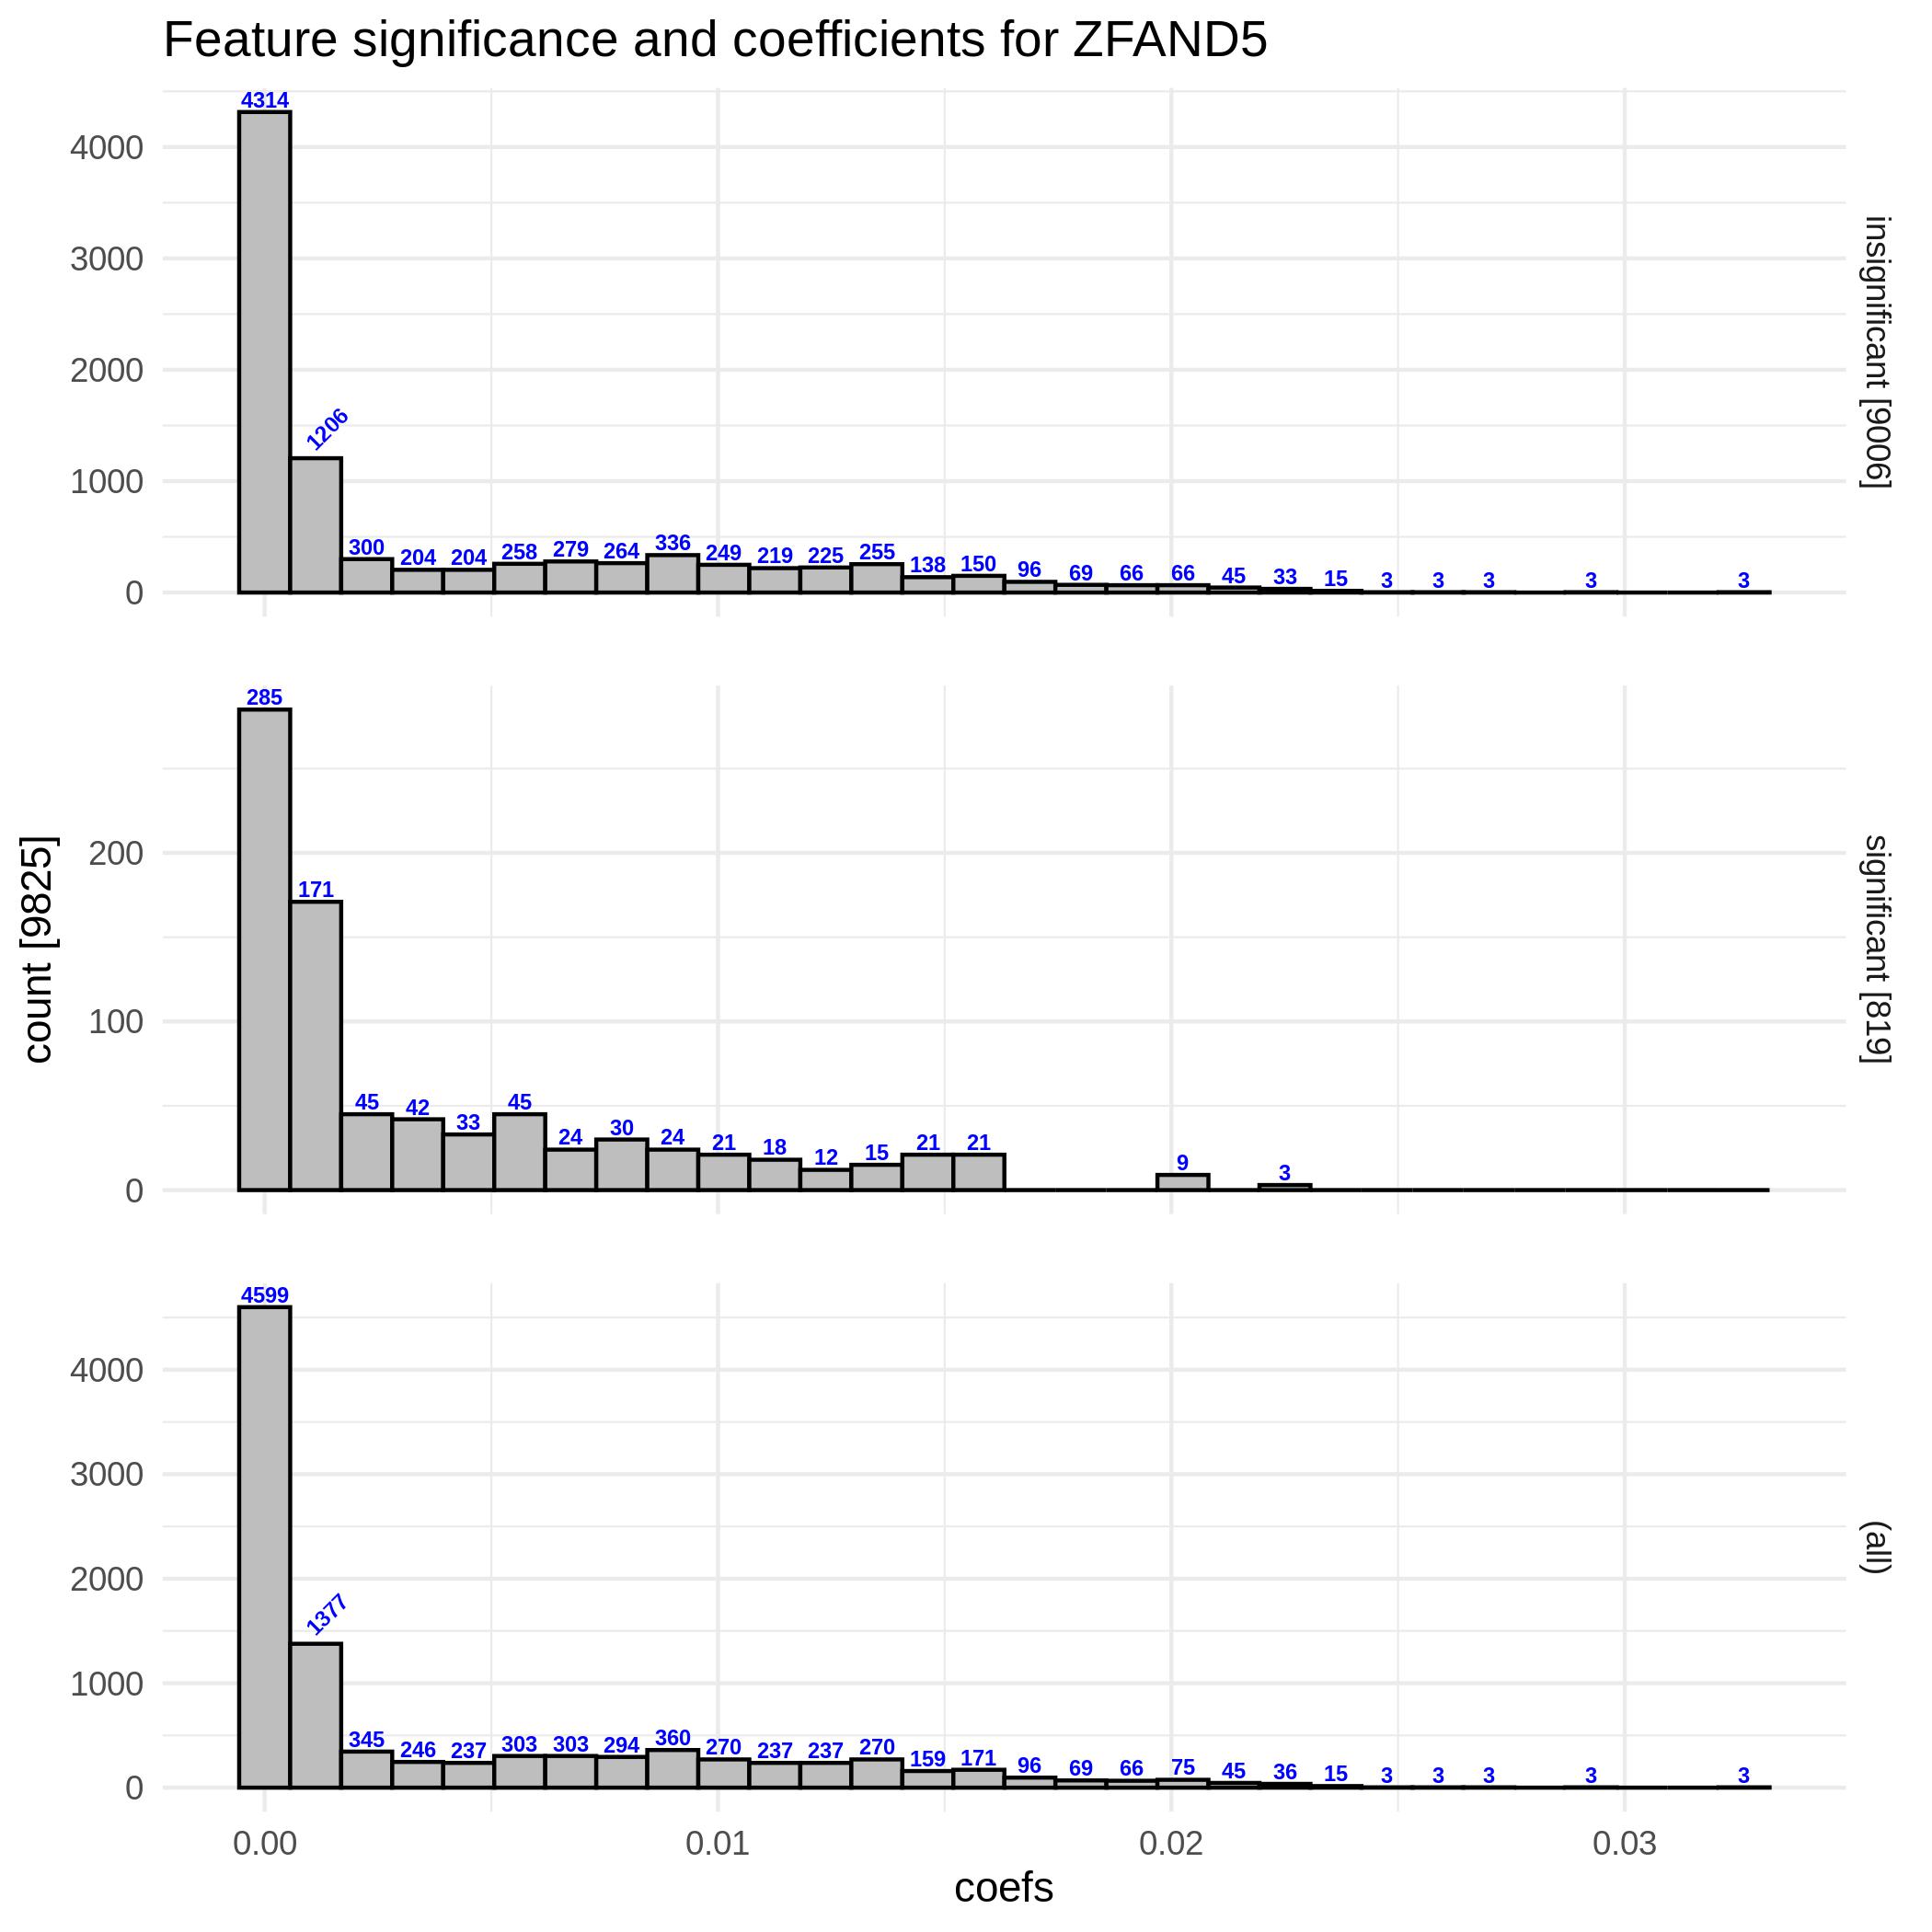 Feature significance and coefficients for ZFAND5
4314
4000
3000
2000
1206
1000
300 204 204 258 279 264 336 249 219 225 255 138 150 96 69 66 66 45 33 15 3 3 3 3 3
0
insignificant [9006]
285
200
171
100
45 42 33 45 24 30 24 21 18 12 15 21 21 9 3
0
significant [819]
count [9825]
4599
4000
3000
2000
1377
1000
345 246 237 303 303 294 360 270 237 237 270 159 171 96 69 66 75 45 36 15 3 3 3 3 3
0
(all)
0.00 0.01 0.02 0.03
coefs